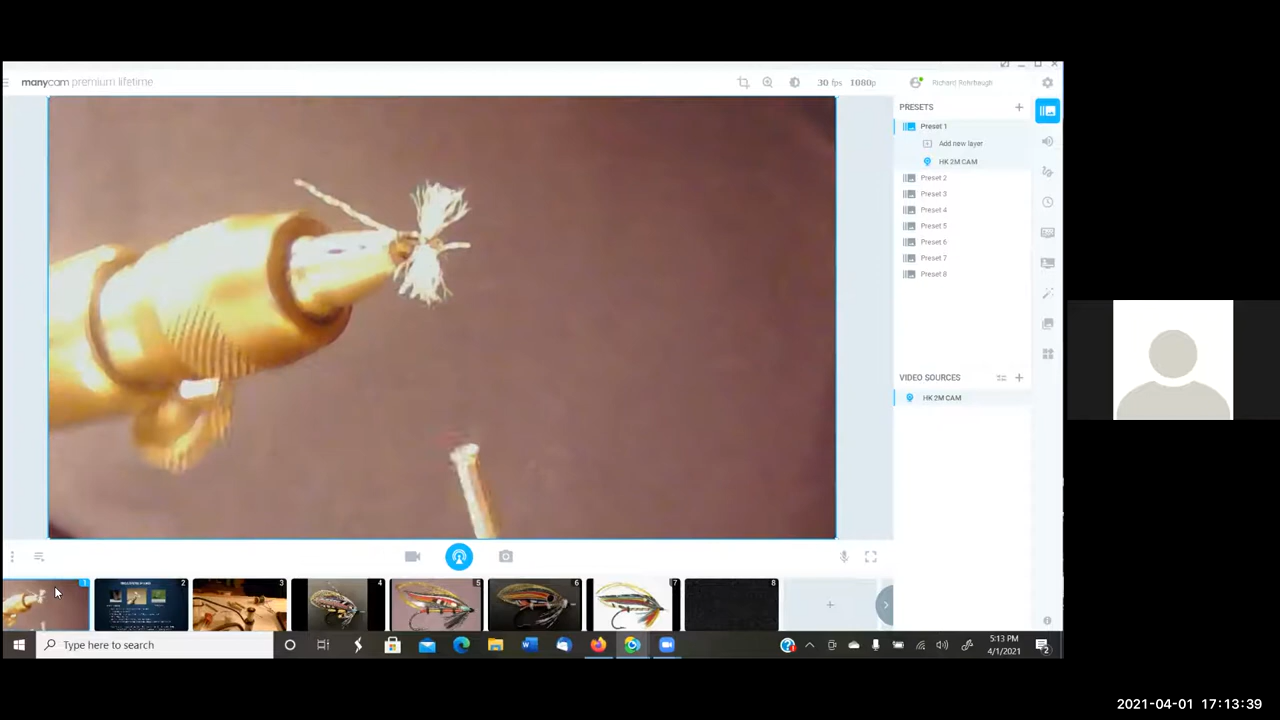 manycam premium lifetime
30 fps 1080p
Richard Rohrbaugh
PRESETS
Preset 1
Add new layer
HK 2M CAM
Preset 2
Preset 3
Preset 4
Preset 5
Preset 6
Preset 7
Preset 8
VIDEO SOURCES
HK 2M CAM
1
2
3
4
5
6
7
8
Type here to search
5:13 PM
4/1/2021
2
2021-04-01 17:13:39